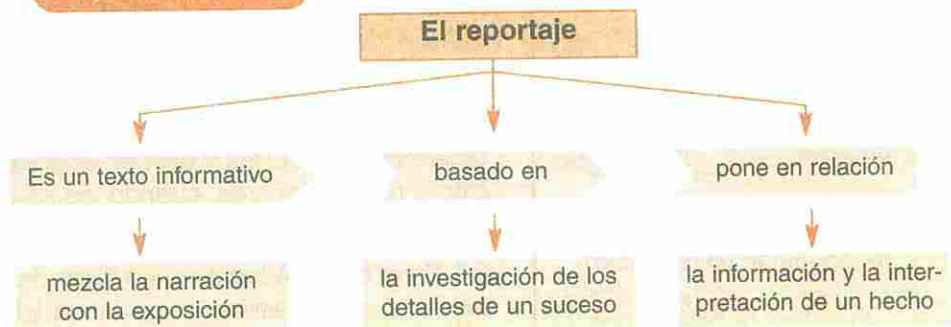 El reportaje
Es un texto informativo
basado en
pone en relación
mezcla la narración
con la exposición
la investigación de los
detalles de un suceso
la información y la inter-
pretación de un hecho